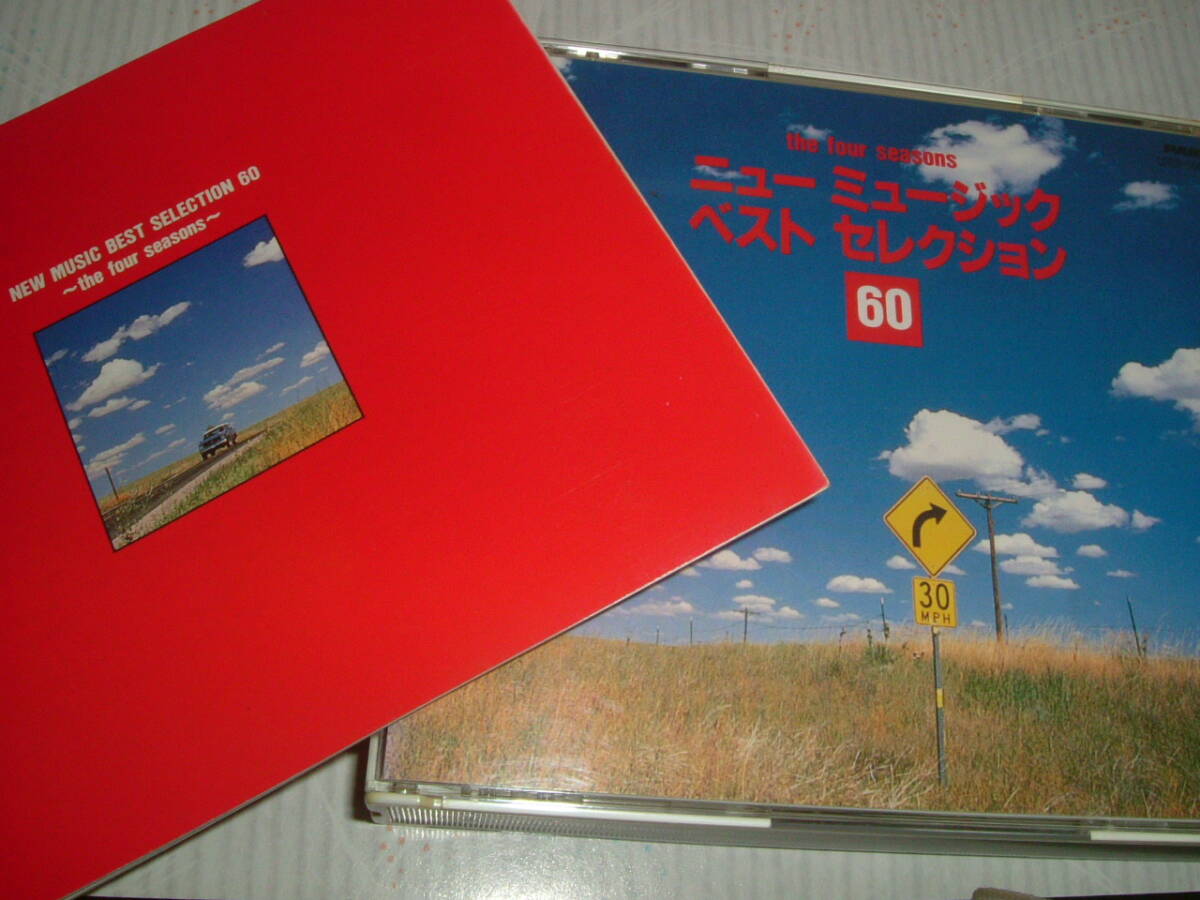 NEW MUSIC BEST SELECTION 60
〜the four seasons〜
the four seasons
ニュー ミュージック
ベスト セレクション
60
30
MPH